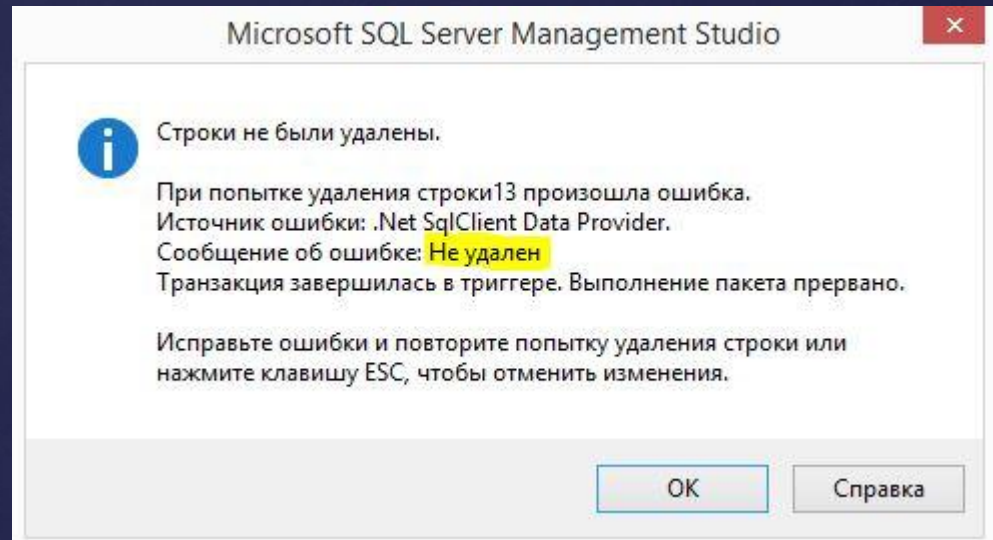 Microsoft SQL Server Management Studio
Строки не были удалены.
При попытке удаления строки13 произошла ошибка.
Источник ошибки: .Net SqlClient Data Provider.
Сообщение об ошибке: Не удален
Транзакция завершилась в триггере. Выполнение пакета прервано.
Исправьте ошибки и повторите попытку удаления строки или
нажмите клавишу ESC, чтобы отменить изменения.
OK
Справка